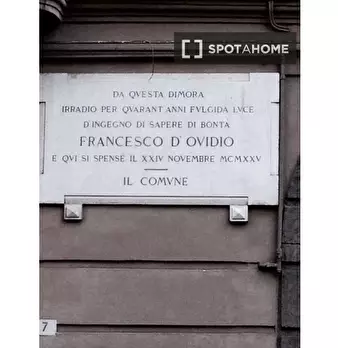 SPOTAHOME
DA QVESTA DIMORA
IRRADIO PER QVARANT ANNI FVLGIDA LVCE
D'INGEGNO DI SAPERE DI BONTA
FRANCESCO D'OVIDIO
E QVI SI SPENSE IL XXIV NOVEMBRE MCMXXV
IL COMVNE
7